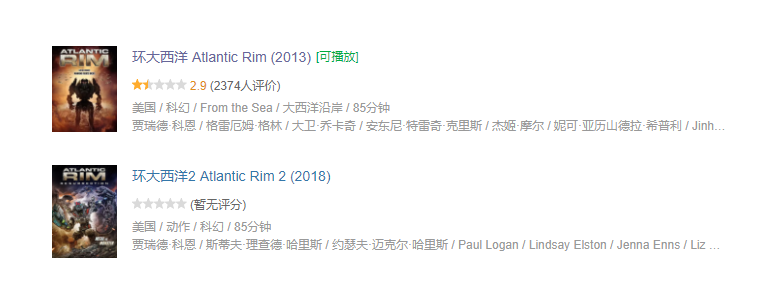 ATLANTIC
RIM
环大西洋 Atlantic Rim (2013) [可播放]
2.9 (2374人评价)
美国 / 科幻 / From the Sea / 大西洋沿岸 / 85分钟
贾瑞德·科恩 / 格雷厄姆·格林 / 大卫·乔卡奇 / 安东尼·特雷奇·克里斯 / 杰姬·摩尔 / 妮可·亚历山德拉·希普利 / Jinh…
ATLANTIC
RIM
RESURRECTION
环大西洋2 Atlantic Rim 2 (2018)
(暂无评分)
美国 / 动作 / 科幻 / 85分钟
贾瑞德·科恩 / 斯蒂夫·理查德·哈里斯 / 约瑟夫·迈克尔·哈里斯 / Paul Logan / Lindsay Elston / Jenna Enns / Liz …